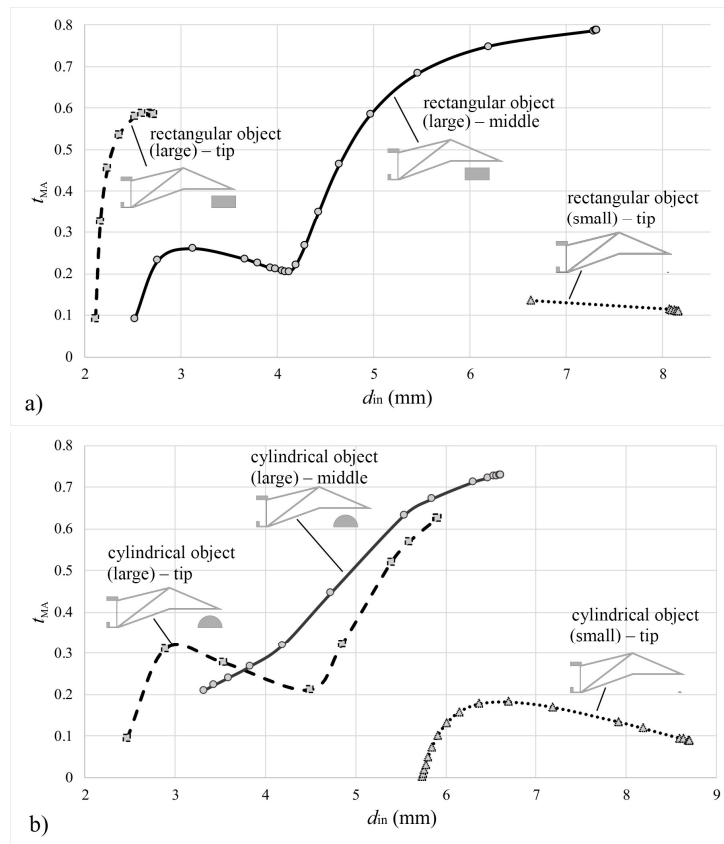 0.8
0.7
0.6
0.5
0.4
0.3
0.2
0.1
0
tMA
rectangular object
(large) – tip
rectangular object
(large) – middle
rectangular object
(small) – tip
2 3 4 5 6 7 8
din (mm)
a)
0.8
0.7
0.6
0.5
0.4
0.3
0.2
0.1
0
tMA
cylindrical object
(large) – middle
cylindrical object
(large) – tip
cylindrical object
(small) – tip
2 3 4 5 6 7 8 9
din (mm)
b)